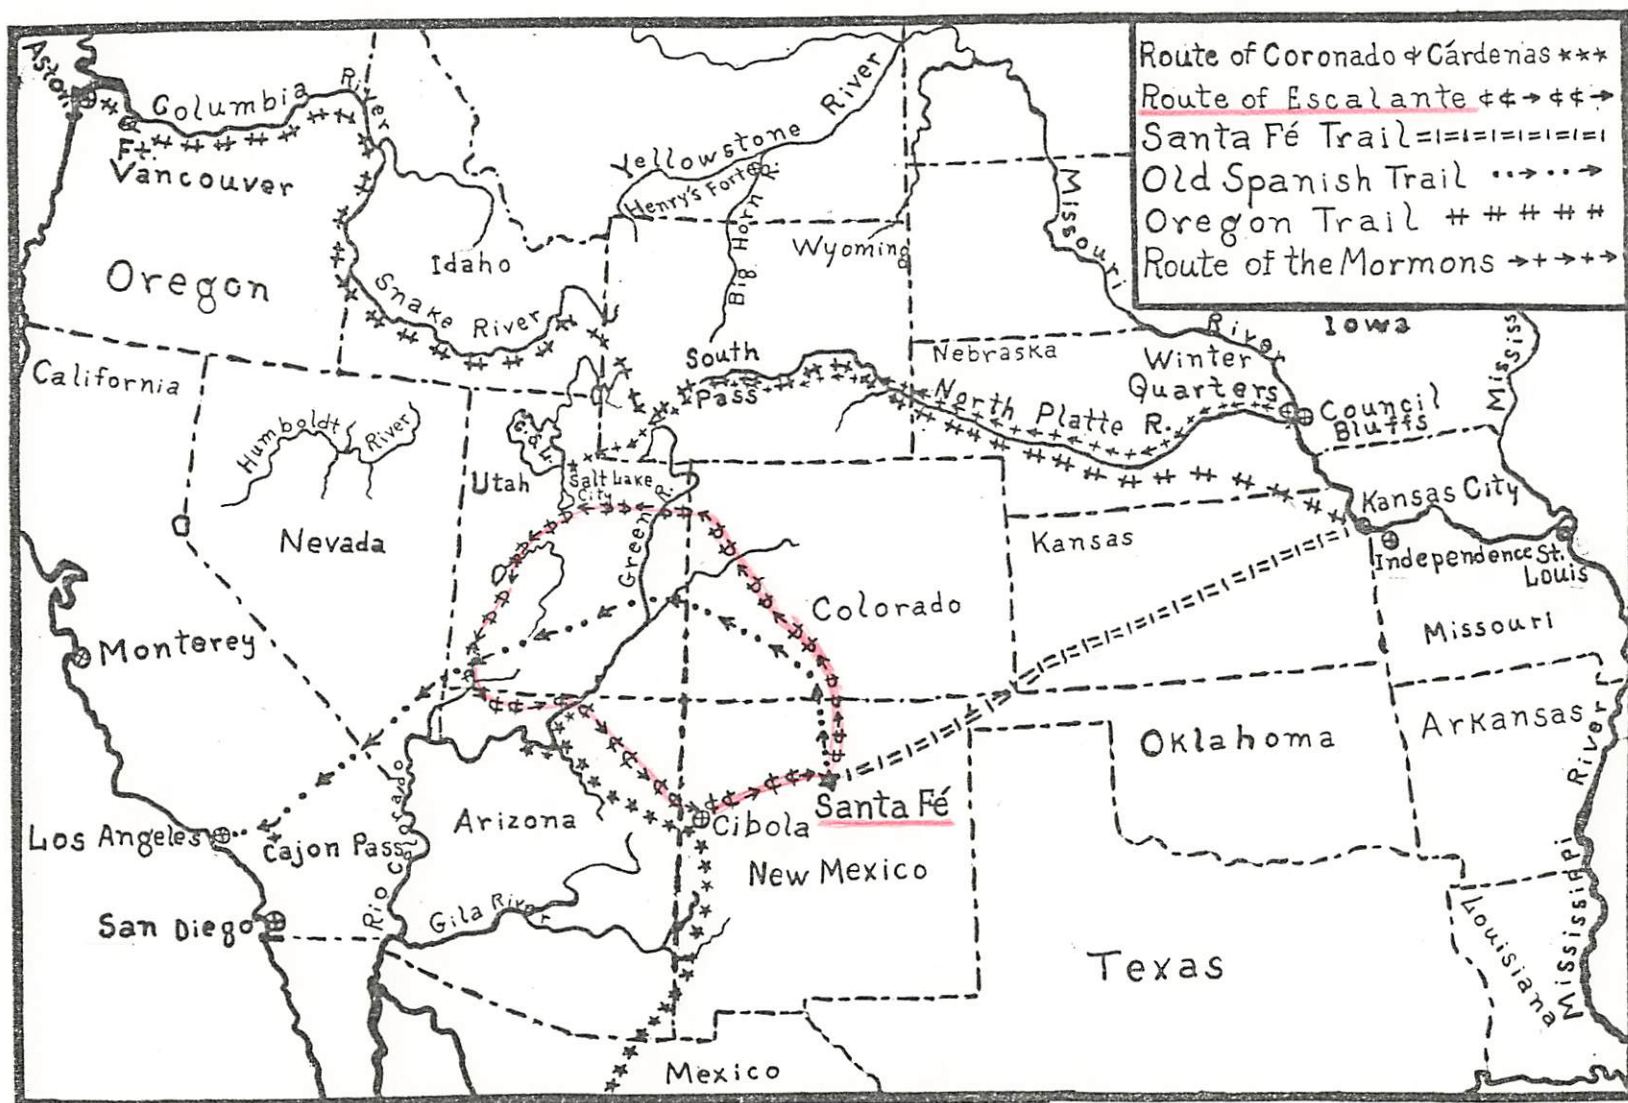 Route of Coronado & Cárdenas ***
Route of Escalante ¢¢→¢¢→
Santa Fé Trail =I=I=I=I=I=I=I
Old Spanish Trail ••→••→
Oregon Trail # # # # #
Route of the Mormons →+→+→
Astoria
Columbia River
Ft. Vancouver
Oregon
Idaho
Snake River
Yellowstone River
Henry's Fort
Big Horn R.
Wyoming
Missouri River
Iowa
Mississippi River
California
Humboldt River
Nevada
G.S.L.
Utah
Salt Lake City
Green R.
South Pass
Nebraska
North Platte R.
Winter Quarters
Council Bluffs
Kansas City
Independence
St. Louis
Kansas
Colorado
Missouri
Monterey
Arkansas
Oklahoma
Santa Fé
Cibola
New Mexico
Arizona
Los Angeles
Cajon Pass
Rio Colorado
San Diego
Gila River
Texas
Louisiana
Mexico